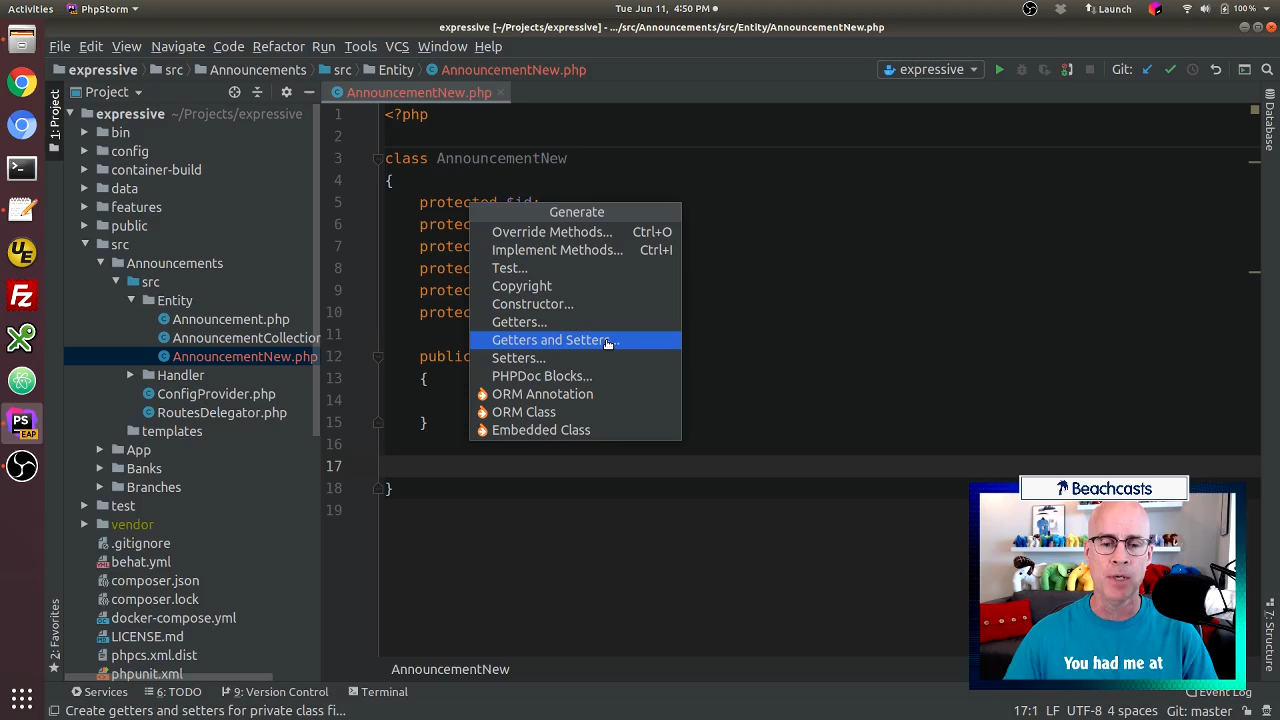 Activities PhpStorm Tue Jun 11, 4:50 PM Launch 100%
expressive [~/Projects/expressive] - .../src/Announcements/src/Entity/AnnouncementNew.php
File Edit View Navigate Code Refactor Run Tools VCS Window Help
expressive src Announcements src Entity AnnouncementNew.php expressive Git:
1: Project
Project
AnnouncementNew.php
expressive ~/Projects/expressive
bin
config
container-build
data
features
public
src
Announcements
src
Entity
Announcement.php
AnnouncementCollection
AnnouncementNew.php
Handler
ConfigProvider.php
RoutesDelegator.php
templates
App
Banks
Branches
test
vendor
.gitignore
behat.yml
composer.json
composer.lock
docker-compose.yml
LICENSE.md
phpcs.xml.dist
phpunit.xml
1 <?php
2
3 class AnnouncementNew
4 {
5 protected $id;
6 protec
7 protec
8 protec
9 protec
10 protec
11
12 public
13 {
14
15 }
16
17
18 }
19
Generate
Override Methods... Ctrl+O
Implement Methods... Ctrl+I
Test...
Copyright
Constructor...
Getters...
Getters and Setters...
Setters...
PHPDoc Blocks...
ORM Annotation
ORM Class
Embedded Class
Database
Beachcasts
You had me at
2: Favorites
7: Structure
AnnouncementNew
Services 6: TODO 9: Version Control Terminal Event Log
Create getters and setters for private class fi... 17:1 LF UTF-8 4 spaces Git: master
PS
EAP